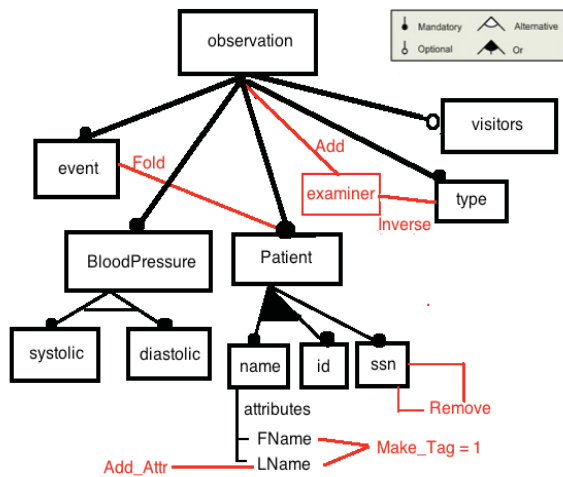 observation
Mandatory
Alternative
Optional
Or
visitors
event
Fold
Add
examiner
type
Inverse
BloodPressure
Patient
systolic
diastolic
name
id
ssn
attributes
Remove
FName
Make_Tag = 1
Add_Attr
LName